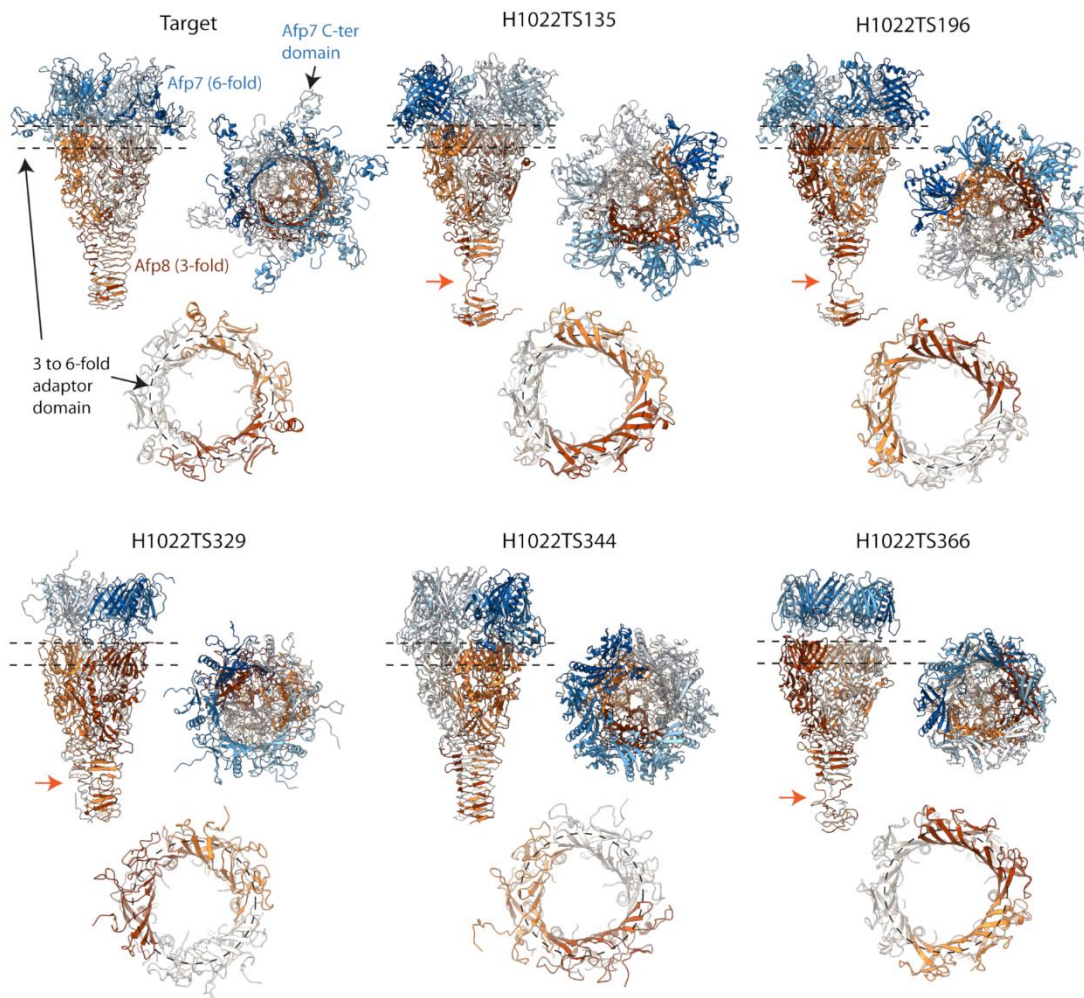 Target
H1022TS135
H1022TS196
Afp7 C-ter
domain
Afp7 (6-fold)
Afp8 (3-fold)
3 to 6-fold
adaptor
domain
H1022TS329
H1022TS344
H1022TS366